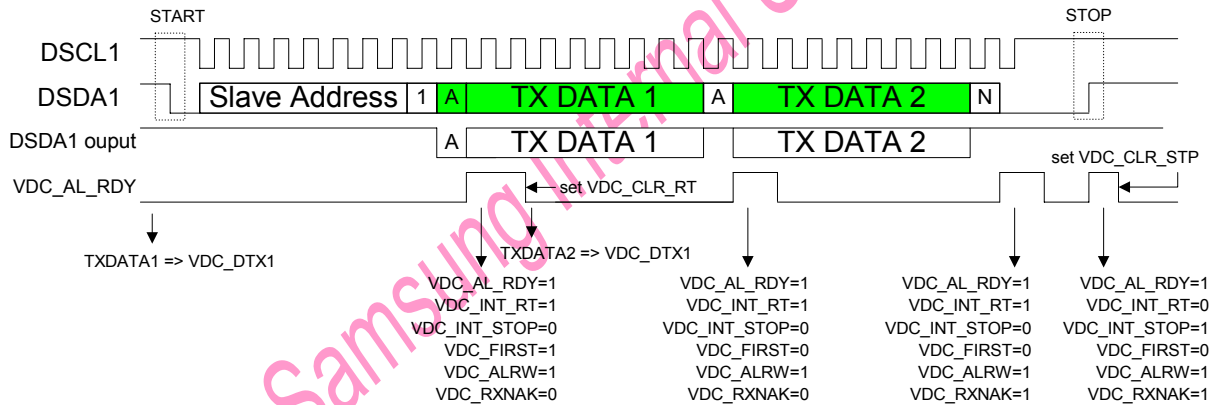 START STOP
DSCL1
DSDA1 Slave Address 1 A TX DATA 1 A TX DATA 2 N
DSDA1 ouput A TX DATA 1 TX DATA 2
set VDC_CLR_STP
VDC_AL_RDY set VDC_CLR_RT
TXDATA1 => VDC_DTX1 TXDATA2 => VDC_DTX1
VDC_AL_RDY=1 VDC_AL_RDY=1 VDC_AL_RDY=1 VDC_AL_RDY=1
VDC_INT_RT=1 VDC_INT_RT=1 VDC_INT_RT=1 VDC_INT_RT=0
VDC_INT_STOP=0 VDC_INT_STOP=0 VDC_INT_STOP=0 VDC_INT_STOP=1
VDC_FIRST=1 VDC_FIRST=0 VDC_FIRST=0 VDC_FIRST=0
VDC_ALRW=1 VDC_ALRW=1 VDC_ALRW=1 VDC_ALRW=1
VDC_RXNAK=0 VDC_RXNAK=0 VDC_RXNAK=1 VDC_RXNAK=1
Samsung Internal